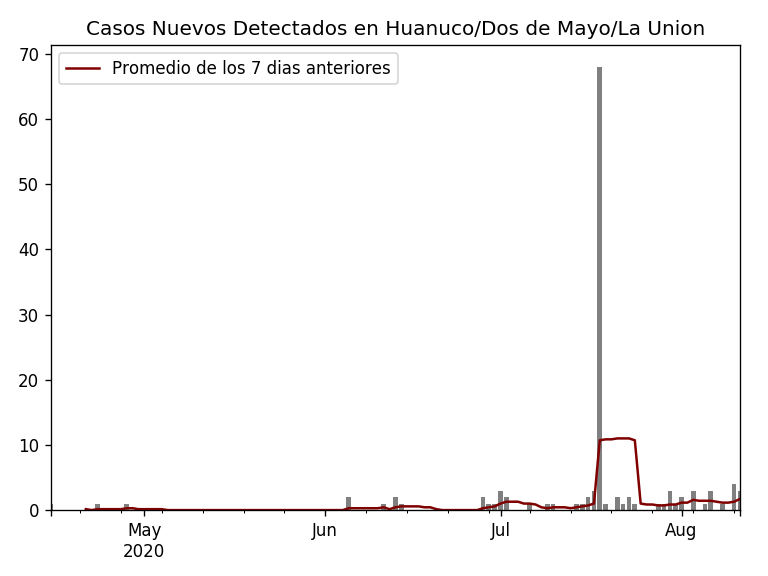 Casos Nuevos Detectados en Huanuco/Dos de Mayo/La Union
Promedio de los 7 dias anteriores
70
60
50
40
30
20
10
0
May
2020
Jun
Jul
Aug